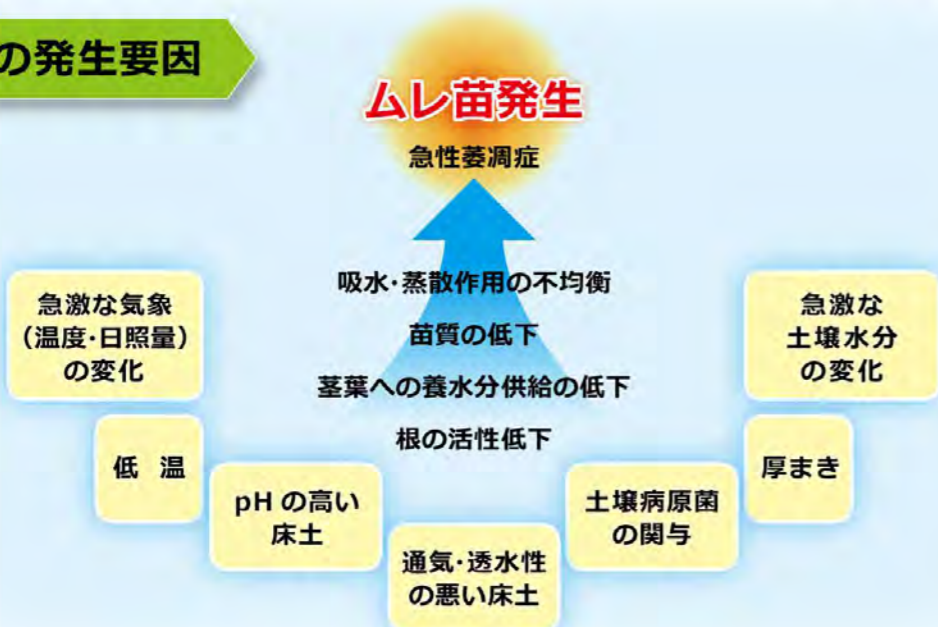 の発生要因
ムレ苗発生
急性萎凋症
吸水･蒸散作用の不均衡
苗質の低下
茎葉への養水分供給の低下
根の活性低下
急激な気象
（温度･日照量）
の変化
低 温
pH の高い
床土
通気･透水性
の悪い床土
土壌病原菌
の関与
厚まき
急激な
土壌水分
の変化